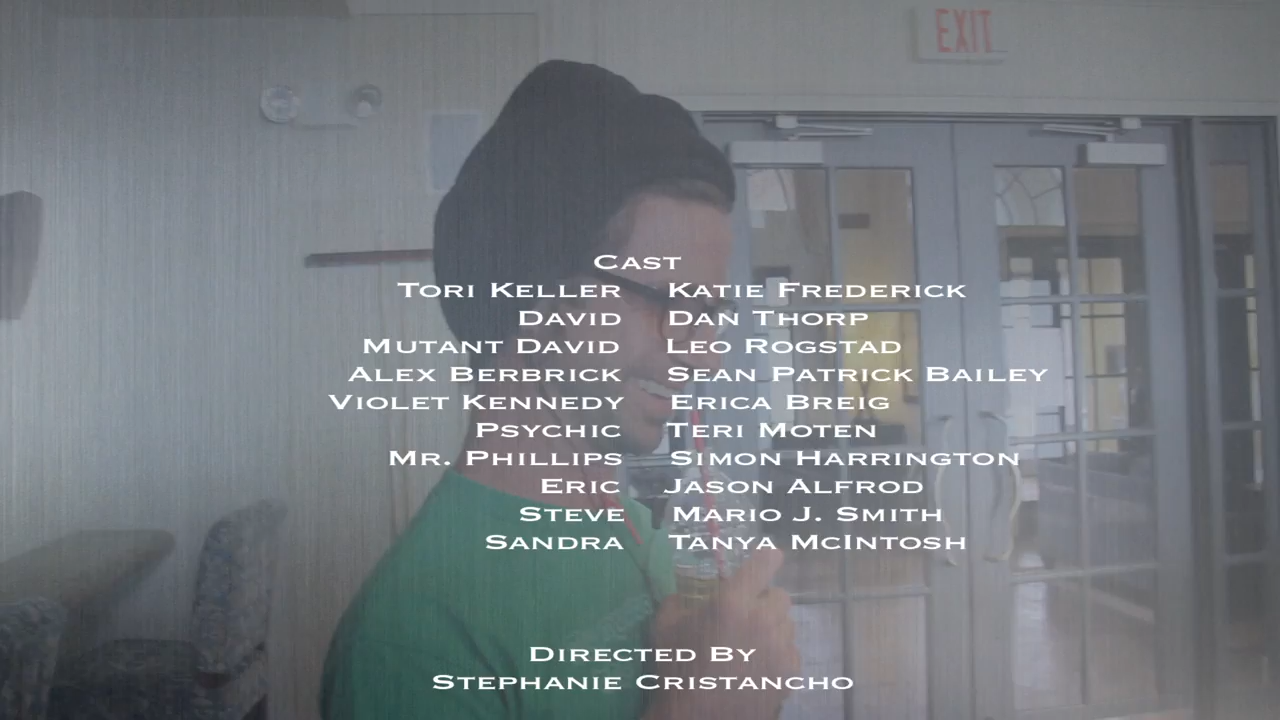 EXIT
Cast
Tori Keller Katie Frederick
David Dan Thorp
Mutant David Leo Rogstad
Alex Berbrick Sean Patrick Bailey
Violet Kennedy Erica Breig
Psychic Teri Moten
Mr. Phillips Simon Harrington
Eric Jason Alfrod
Steve Mario J. Smith
Sandra Tanya McIntosh
Directed By
Stephanie Cristancho